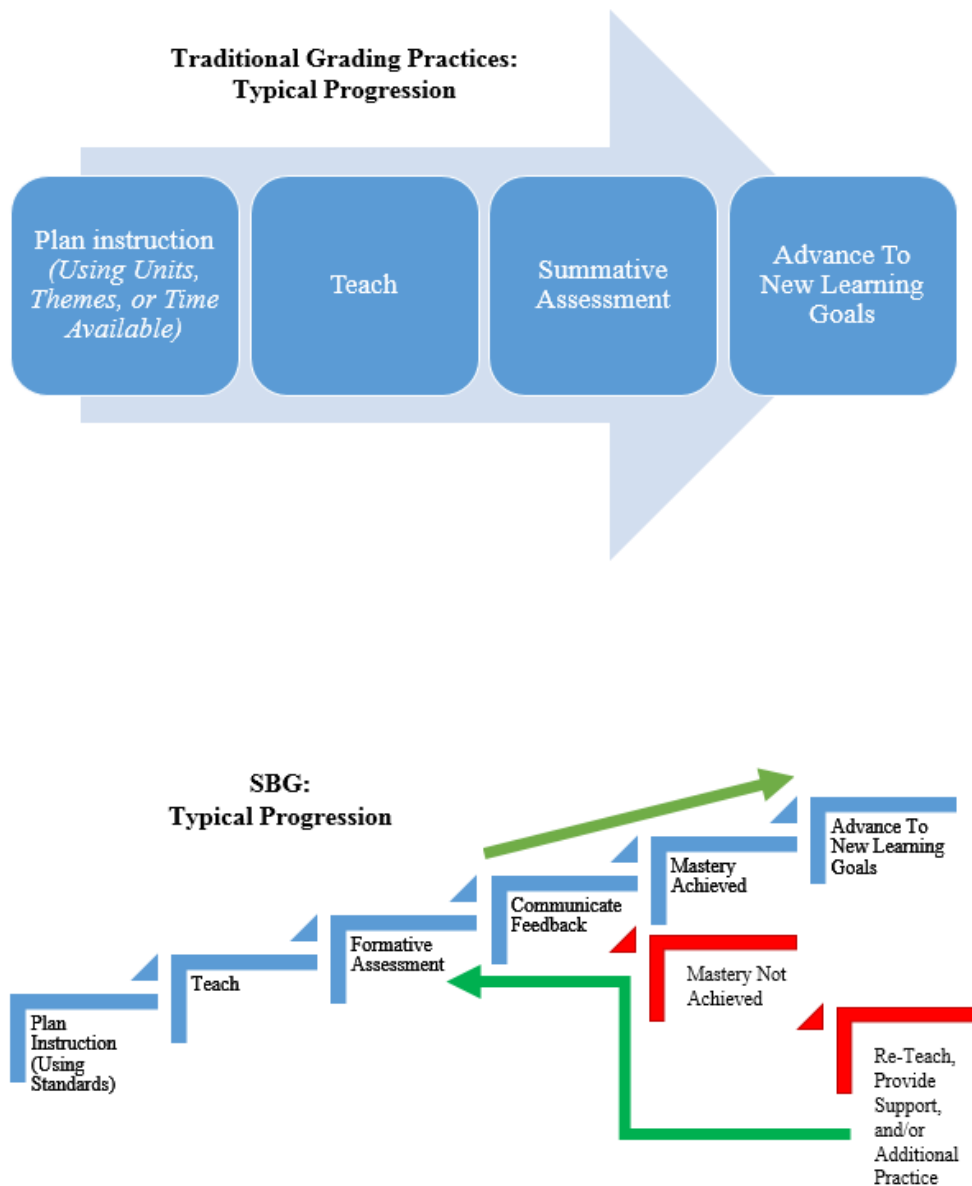 Traditional Grading Practices:
Typical Progression
Plan instruction
(Using Units,
Themes, or Time
Available)
Teach
Summative
Assessment
Advance To
New Learning
Goals
SBG:
Typical Progression
Plan
Instruction
(Using
Standards)
Teach
Formative
Assessment
Communicate
Feedback
Mastery
Achieved
Advance To
New Learning
Goals
Mastery Not
Achieved
Re-Teach,
Provide
Support,
and/or
Additional
Practice